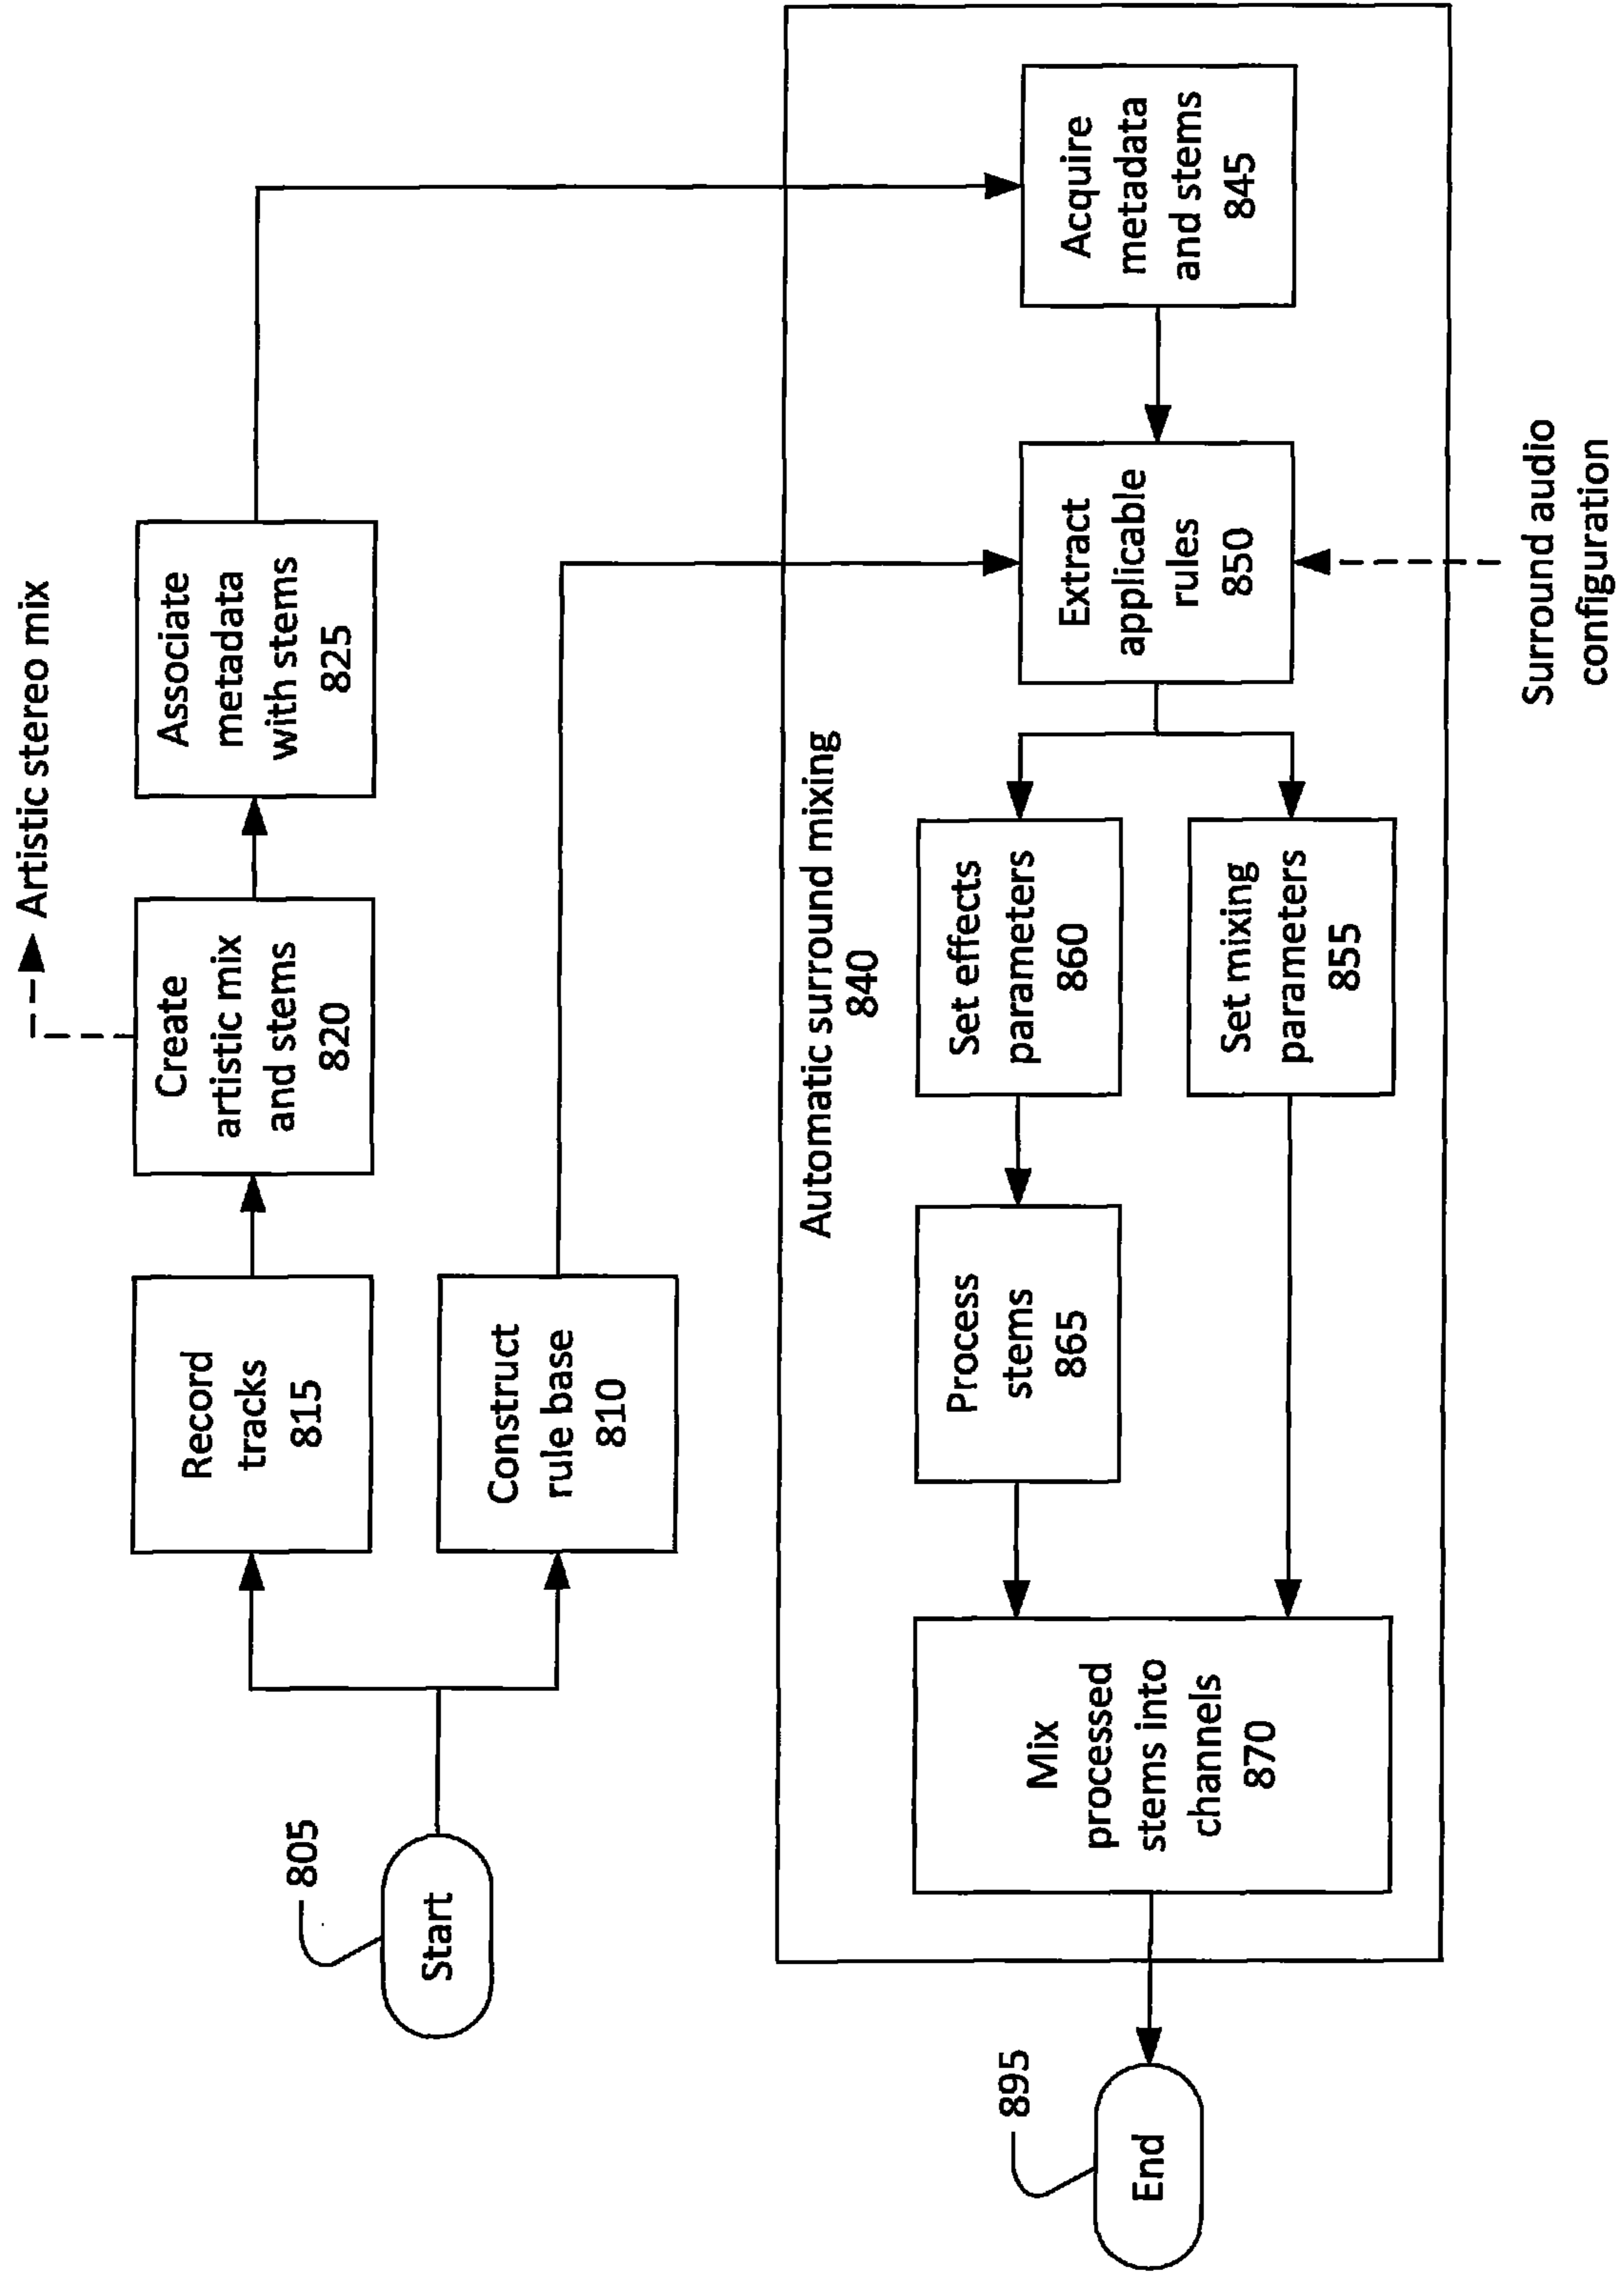 Artistic stereo mix
Record
tracks
815
Create
artistic mix
and stems
820
Associate
metadata
with stems
825
805
Start
Construct
rule base
810
Automatic surround mixing
840
Mix
processed
stems into
channels
870
Process
stems
865
Set effects
parameters
860
Set mixing
parameters
855
Extract
applicable
rules
850
Acquire
metadata
and stems
845
895
End
Surround audio
configuration